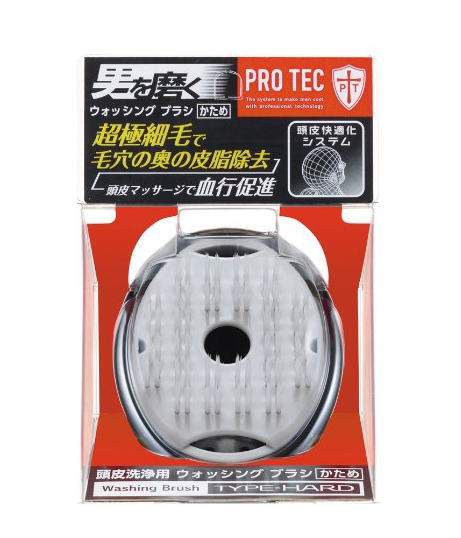 男を磨く
ウォッシング ブラシ かため
超極細毛で
毛穴の奥の皮脂除去
頭皮マッサージで血行促進
PRO TEC
The system to make men cool
with professional technology
PT
頭皮快適化
システム
頭皮洗浄用 ウォッシング ブラシ かため
Washing Brush TYPE-HARD